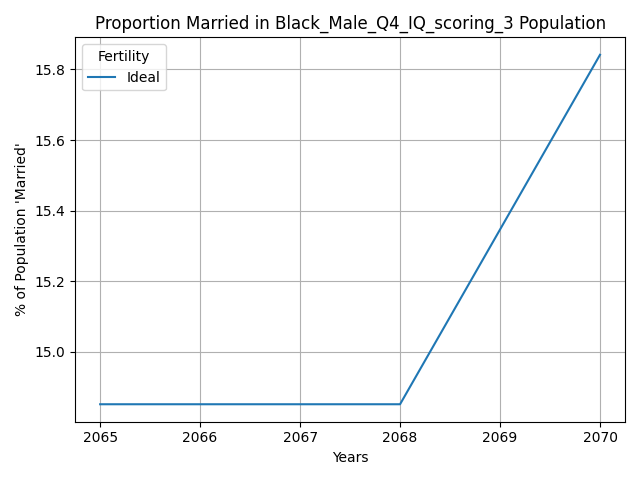 Proportion Married in Black_Male_Q4_IQ_scoring_3 Population
Fertility
Ideal
% of Population 'Married'
15.8
15.6
15.4
15.2
15.0
2065 2066 2067 2068 2069 2070
Years